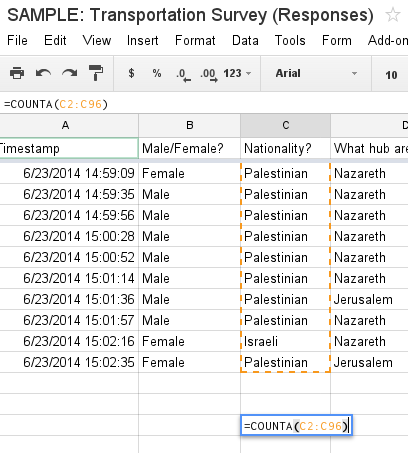 SAMPLE: Transportation Survey (Responses)
File Edit View Insert Format Data Tools Form Add-on
$ % .0 .00 123 Arial 10
=COUNTA(C2:C96)
A B C D
Timestamp Male/Female? Nationality? What hub are
6/23/2014 14:59:09 Female Palestinian Nazareth
6/23/2014 14:59:35 Male Palestinian Nazareth
6/23/2014 14:59:56 Male Palestinian Nazareth
6/23/2014 15:00:28 Male Palestinian Nazareth
6/23/2014 15:00:52 Male Palestinian Nazareth
6/23/2014 15:01:14 Male Palestinian Nazareth
6/23/2014 15:01:36 Male Palestinian Jerusalem
6/23/2014 15:01:57 Male Palestinian Nazareth
6/23/2014 15:02:16 Female Israeli Nazareth
6/23/2014 15:02:35 Female Palestinian Jerusalem
=COUNTA(C2:C96)